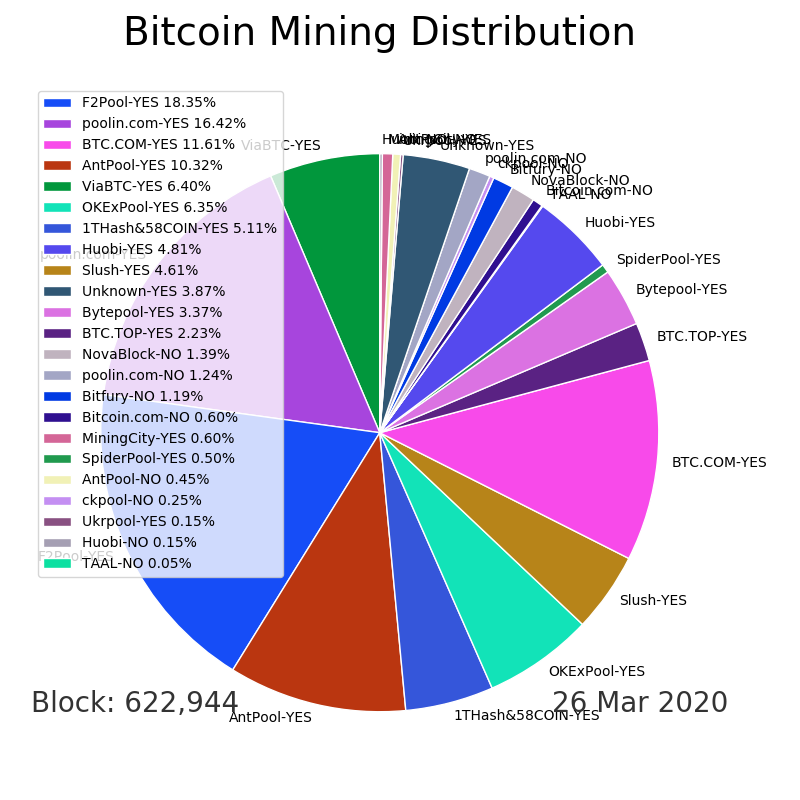 Bitcoin Mining Distribution
F2Pool-YES 18.35%
poolin.com-YES 16.42%
BTC.COM-YES 11.61%
AntPool-YES 10.32%
ViaBTC-YES 6.40%
OKExPool-YES 6.35%
1THash&58COIN-YES 5.11%
Huobi-YES 4.81%
Slush-YES 4.61%
Unknown-YES 3.87%
Bytepool-YES 3.37%
BTC.TOP-YES 2.23%
NovaBlock-NO 1.39%
poolin.com-NO 1.24%
Bitfury-NO 1.19%
Bitcoin.com-NO 0.60%
MiningCity-YES 0.60%
SpiderPool-YES 0.50%
AntPool-NO 0.45%
ckpool-NO 0.25%
Ukrpool-YES 0.15%
Huobi-NO 0.15%
TAAL-NO 0.05%
ViaBTC-YES
poolin.com-YES
F2Pool-YES
AntPool-YES
1THash&58COIN-YES
OKExPool-YES
Slush-YES
BTC.COM-YES
BTC.TOP-YES
Bytepool-YES
SpiderPool-YES
Huobi-YES
TAAL-NO
Bitcoin.com-NO
NovaBlock-NO
Bitfury-NO
ckpool-NO
poolin.com-NO
Unknown-YES
Block: 622,944
26 Mar 2020